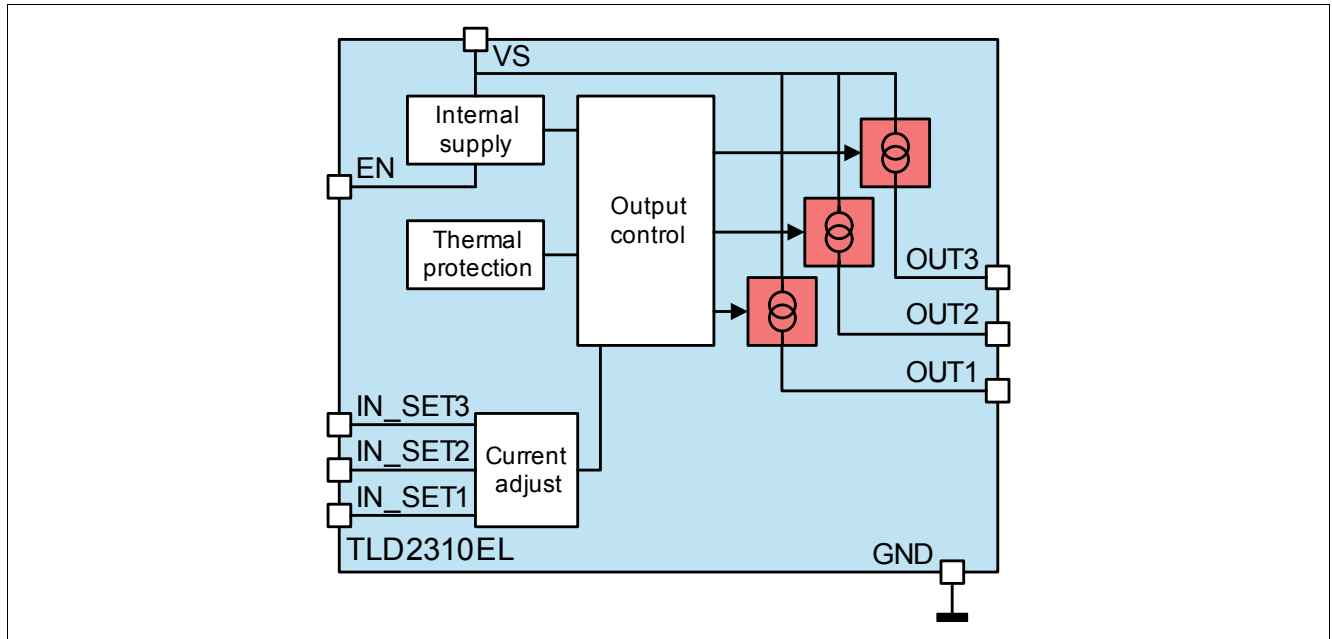 VS
Internal
supply
EN
Output
control
Thermal
protection
OUT3
OUT2
OUT1
IN_SET3
IN_SET2
IN_SET1
Current
adjust
TLD2310EL
GND